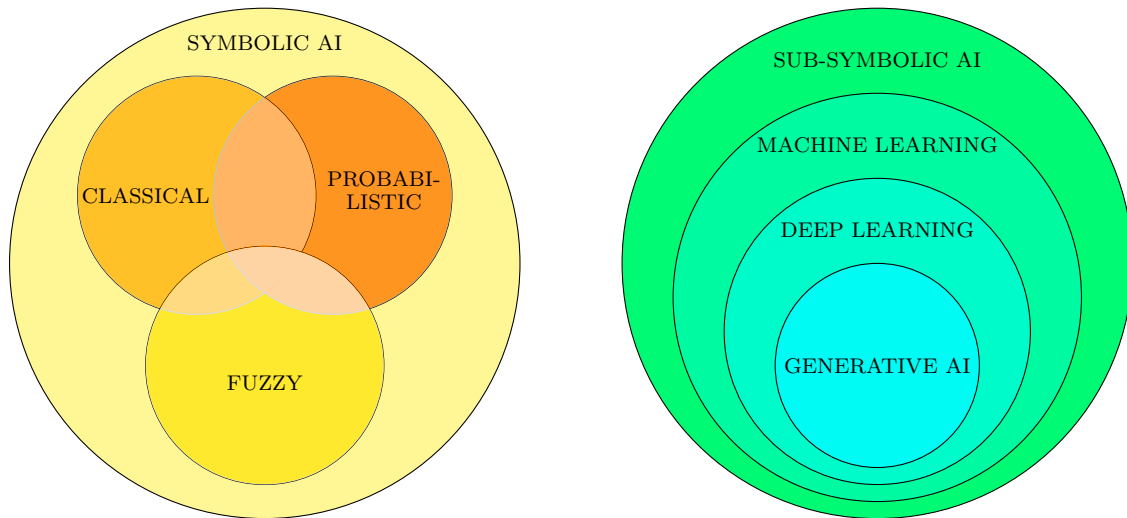 SYMBOLIC AI
CLASSICAL
PROBABI-
LISTIC
FUZZY
SUB-SYMBOLIC AI
MACHINE LEARNING
DEEP LEARNING
GENERATIVE AI